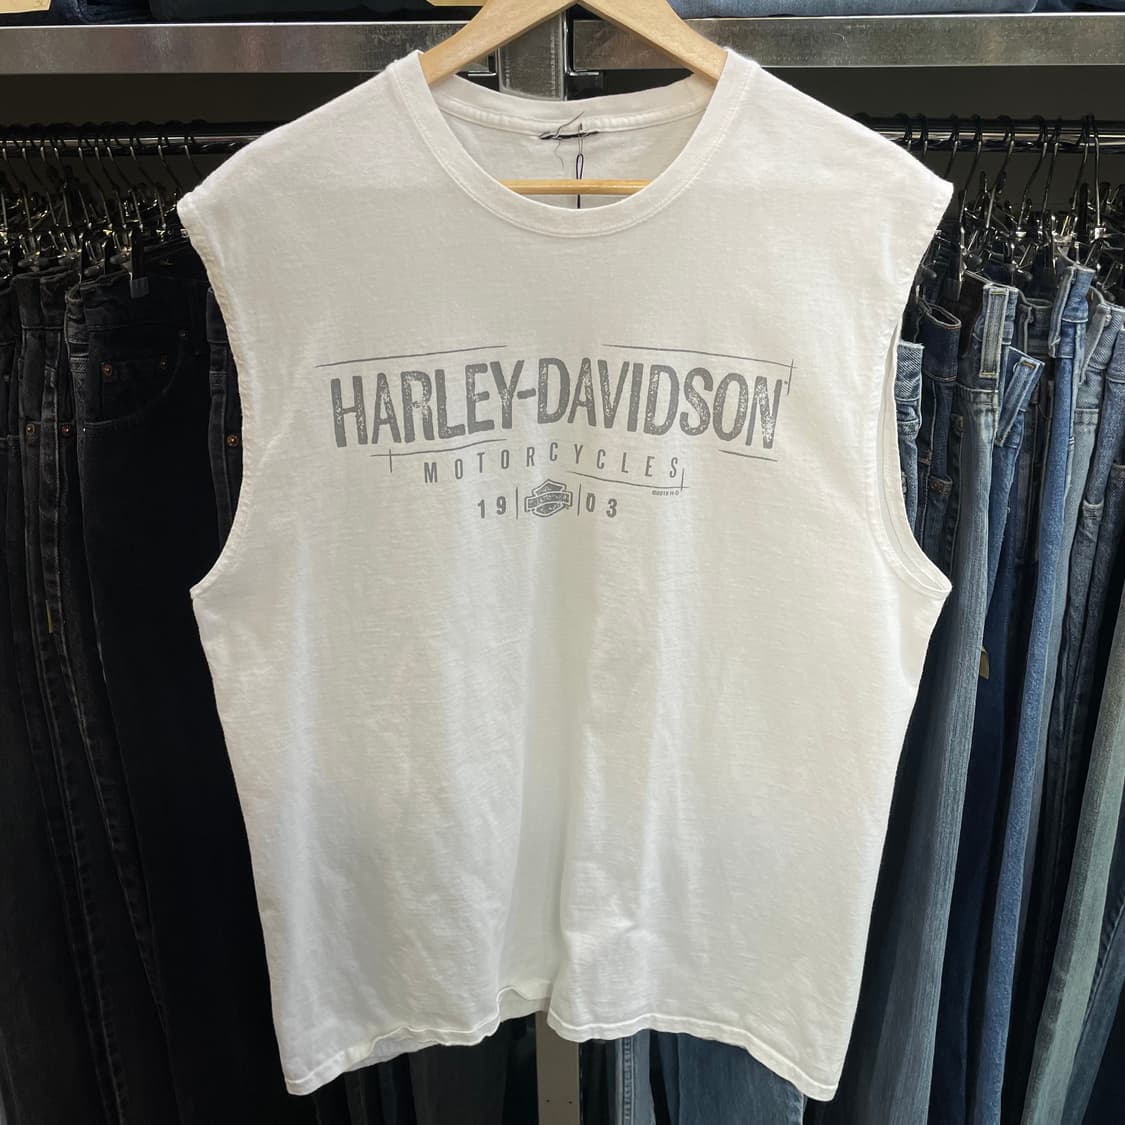 HARLEY-DAVIDSON
MOTORCYCLES
19 03